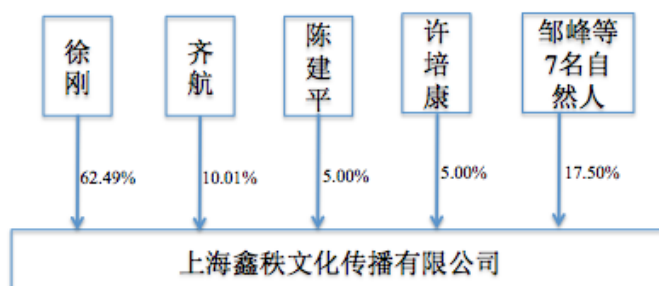 徐
刚
齐
航
陈
建
平
许
培
康
邹峰等
7名自
然人
62.49%
10.01%
5.00%
5.00%
17.50%
上海鑫秩文化传播有限公司